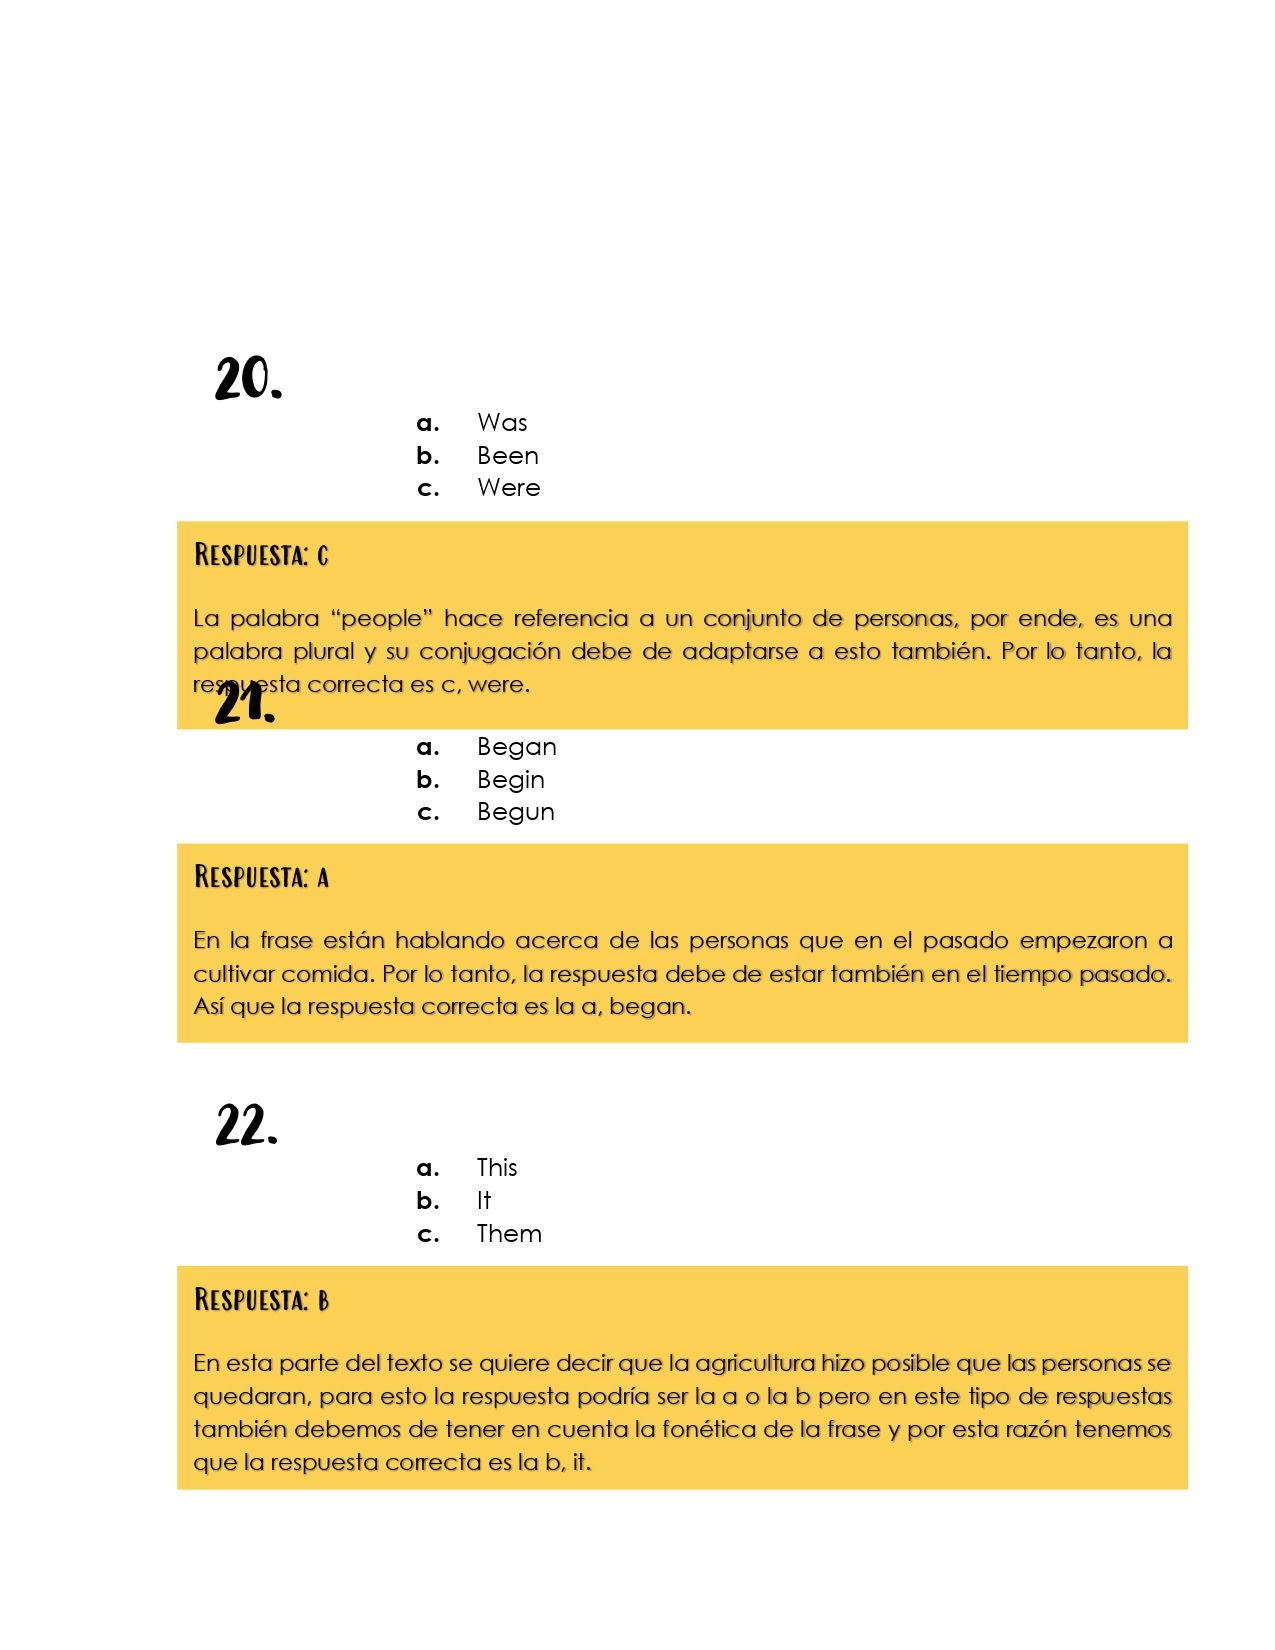 20.
a. Was
b. Been
c. Were
Respuesta: c
La palabra “people” hace referencia a un conjunto de personas, por ende, es una
palabra plural y su conjugación debe de adaptarse a esto también. Por lo tanto, la
respuesta correcta es c, were.
21.
a. Began
b. Begin
c. Begun
Respuesta: a
En la frase están hablando acerca de las personas que en el pasado empezaron a
cultivar comida. Por lo tanto, la respuesta debe de estar también en el tiempo pasado.
Así que la respuesta correcta es la a, began.
22.
a. This
b. It
c. Them
Respuesta: b
En esta parte del texto se quiere decir que la agricultura hizo posible que las personas se
quedaran, para esto la respuesta podría ser la a o la b pero en este tipo de respuestas
también debemos de tener en cuenta la fonética de la frase y por esta razón tenemos
que la respuesta correcta es la b, it.